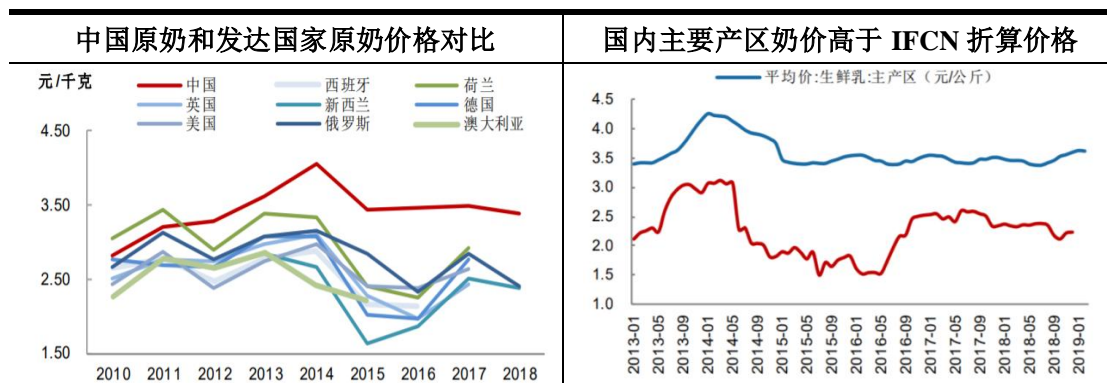 中国原奶和发达国家原奶价格对比
元/千克
中国 西班牙 荷兰
英国 新西兰 德国
美国 俄罗斯 澳大利亚
4.50
3.50
2.50
1.50
2010 2011 2012 2013 2014 2015 2016 2017 2018
国内主要产区奶价高于 IFCN 折算价格
平均价:生鲜乳:主产区（元/公斤）
4.5
4.0
3.5
3.0
2.5
2.0
1.5
1.0
2013-01 2013-05 2013-09 2014-01 2014-05 2014-09 2015-01 2015-05 2015-09 2016-01 2016-05 2016-09 2017-01 2017-05 2017-09 2018-01 2018-05 2018-09 2019-01